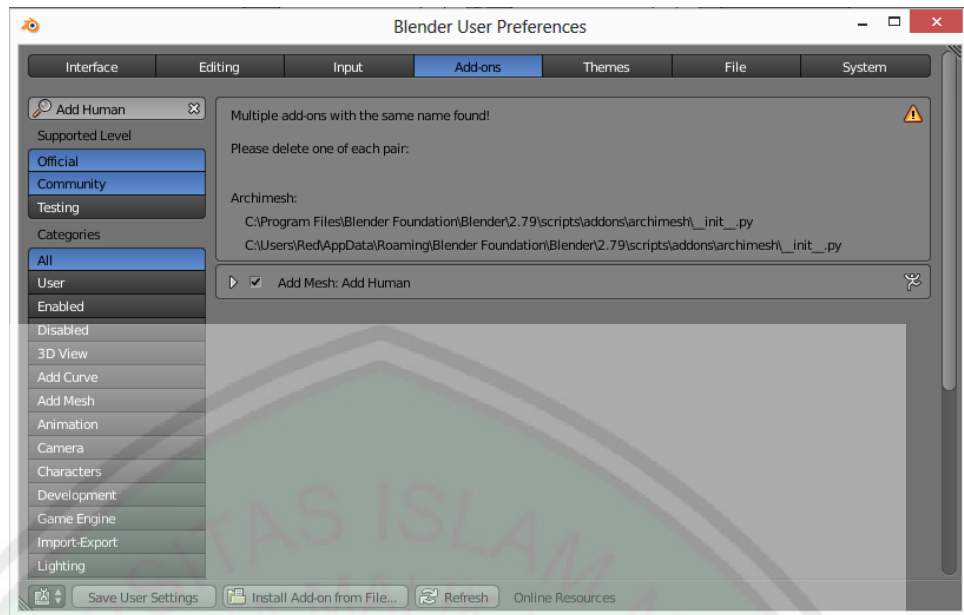 Blender User Preferences
Interface Editing Input Add-ons Themes File System
Add Human
Supported Level
Official
Community
Testing
Categories
All
User
Enabled
Disabled
3D View
Add Curve
Add Mesh
Animation
Camera
Characters
Development
Game Engine
Import-Export
Lighting
Multiple add-ons with the same name found!
Please delete one of each pair:
Archimesh:
C:\Program Files\Blender Foundation\Blender\2.79\scripts\addons\archimesh\__init__.py
C:\Users\Red\AppData\Roaming\Blender Foundation\Blender\2.79\scripts\addons\archimesh\__init__.py
Add Mesh: Add Human
Save User Settings Install Add-on from File... Refresh Online Resources
ITAS ISLAM